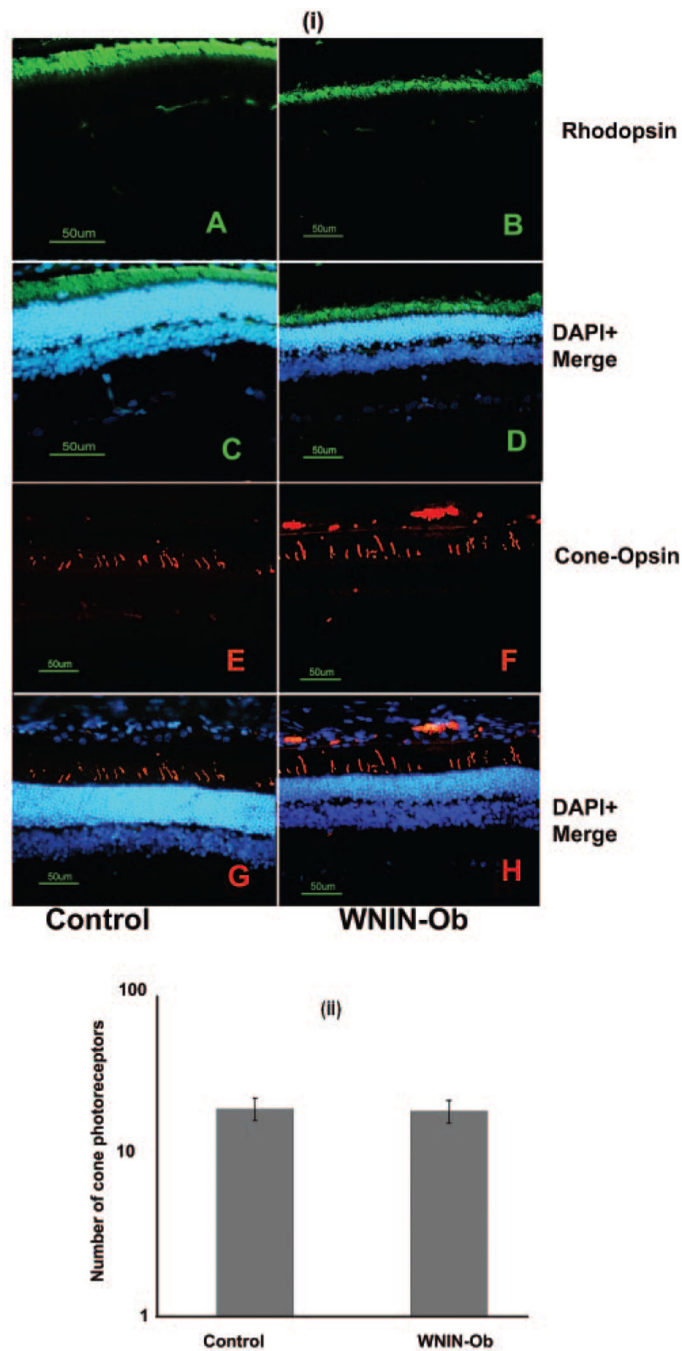 (i)
Rhodopsin
50um
A
50um
B
DAPI+
Merge
50um
C
50um
D
Cone-Opsin
50um
E
50um
F
DAPI+
Merge
50um
G
50um
H
Control
WNIN-Ob
(ii)
Number of cone photoreceptors
100
10
1
Control
WNIN-Ob